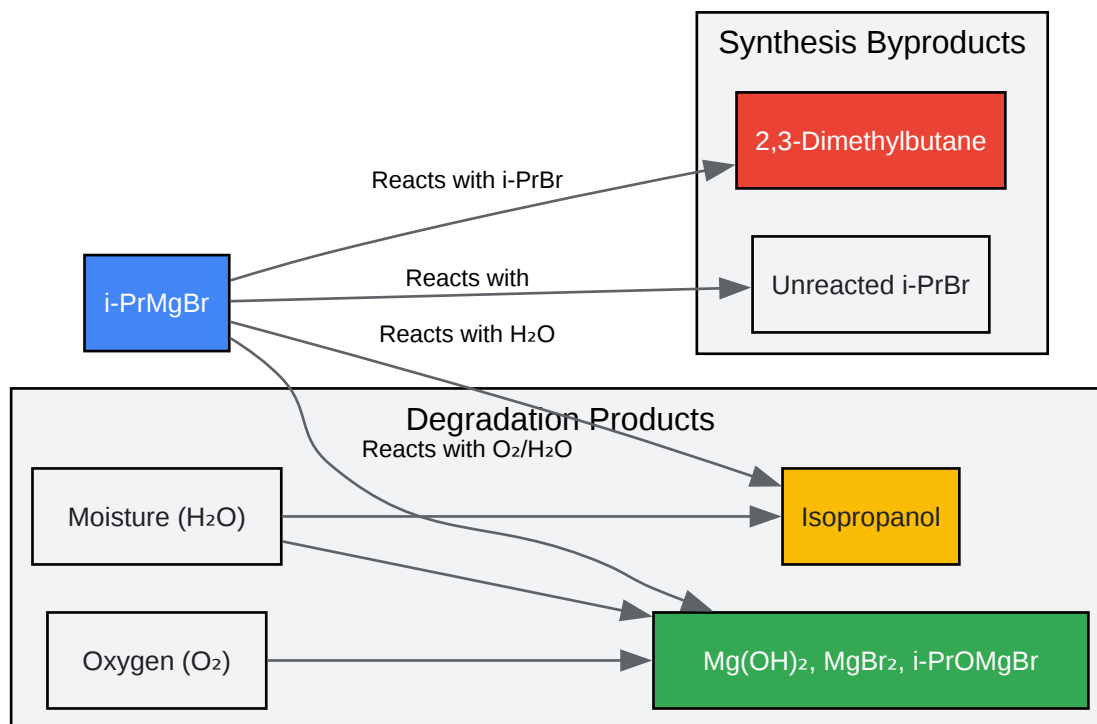 Synthesis Byproducts
2,3-Dimethylbutane
Reacts with i-PrBr
i-PrMgBr
Reacts with
Unreacted i-PrBr
Reacts with H₂O
Degradation Products
Reacts with O₂/H₂O
Moisture (H₂O)
Isopropanol
Oxygen (O₂)
Mg(OH)₂, MgBr₂, i-PrOMgBr